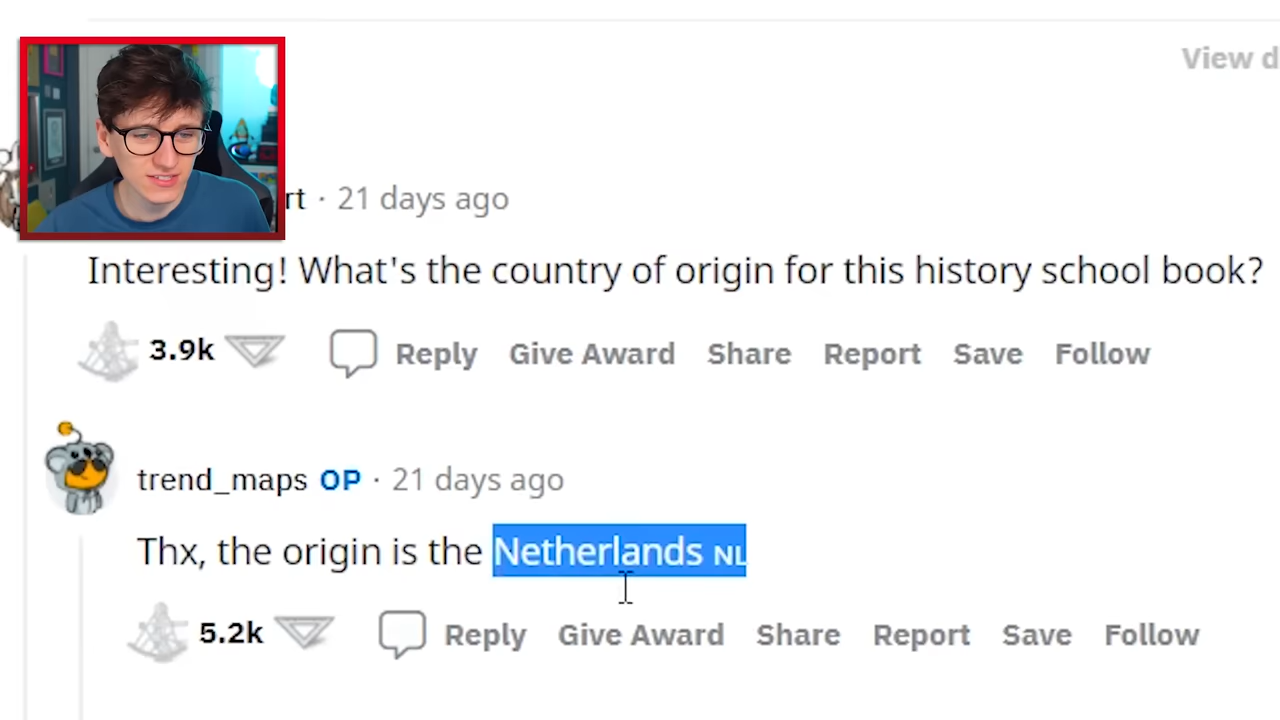 View d
rt · 21 days ago
Interesting! What's the country of origin for this history school book?
3.9k Reply Give Award Share Report Save Follow
trend_maps OP · 21 days ago
Thx, the origin is the Netherlands NL
5.2k Reply Give Award Share Report Save Follow